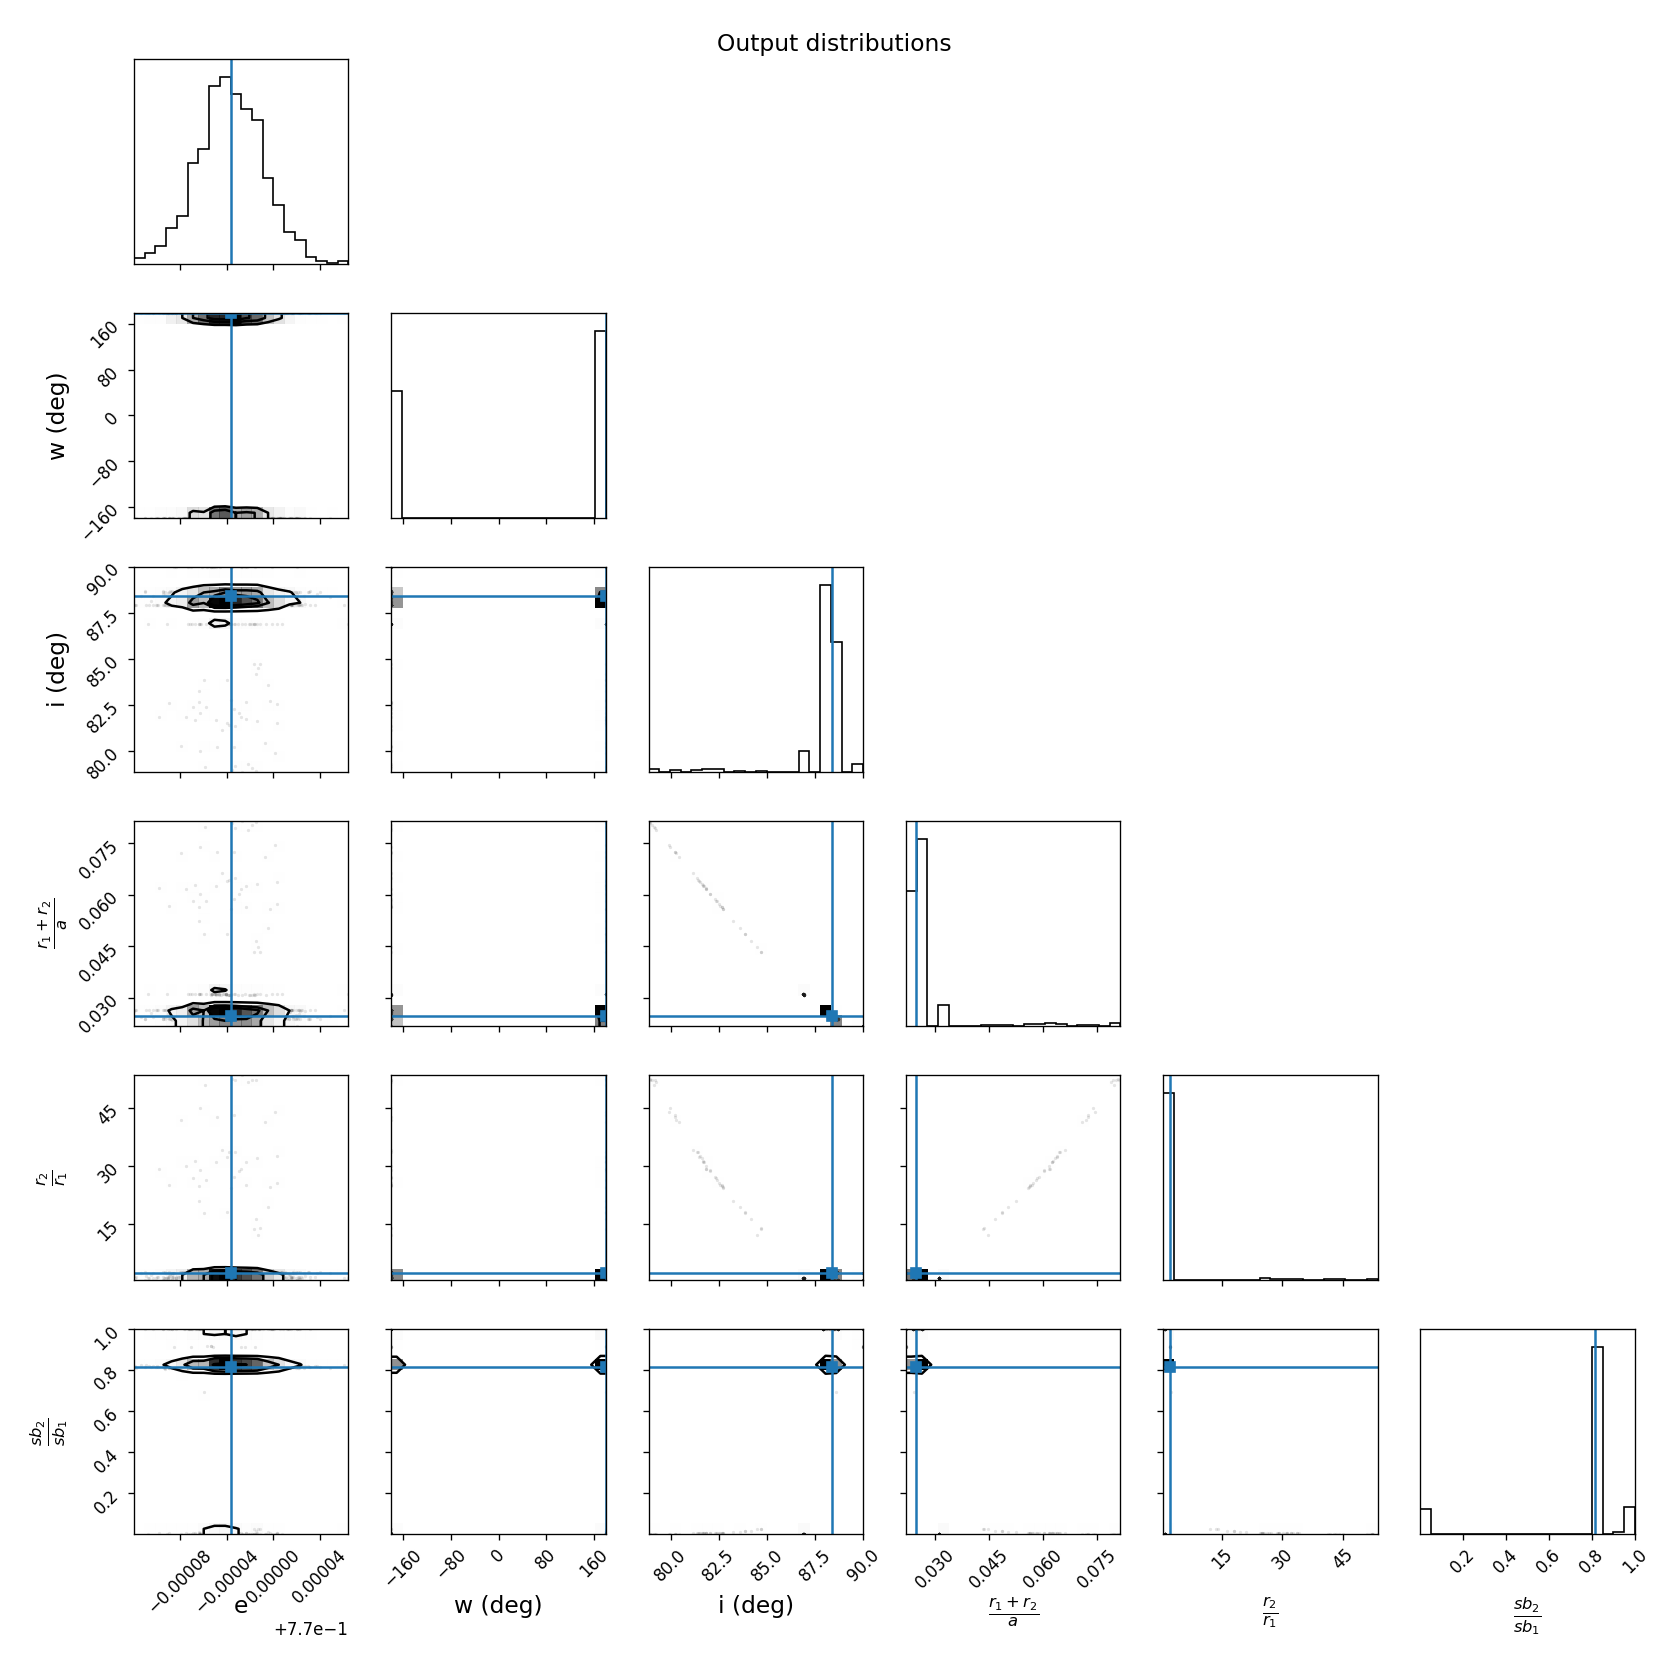 Output distributions
w (deg)
160
80
0
−80
−160
i (deg)
90.0
87.5
85.0
82.5
80.0
r₁ + r₂
a
0.075
0.060
0.045
0.030
r₂
r₁
45
30
15
sb₂
sb₁
1.0
0.8
0.6
0.4
0.2
−0.00008
−0.00004
0.00000
0.00004
−160
−80
0
80
160
80.0
82.5
85.0
87.5
90.0
0.030
0.045
0.060
0.075
15
30
45
0.2
0.4
0.6
0.8
1.0
e
w (deg)
i (deg)
r₁ + r₂
a
r₂
r₁
sb₂
sb₁
+7.7e−1